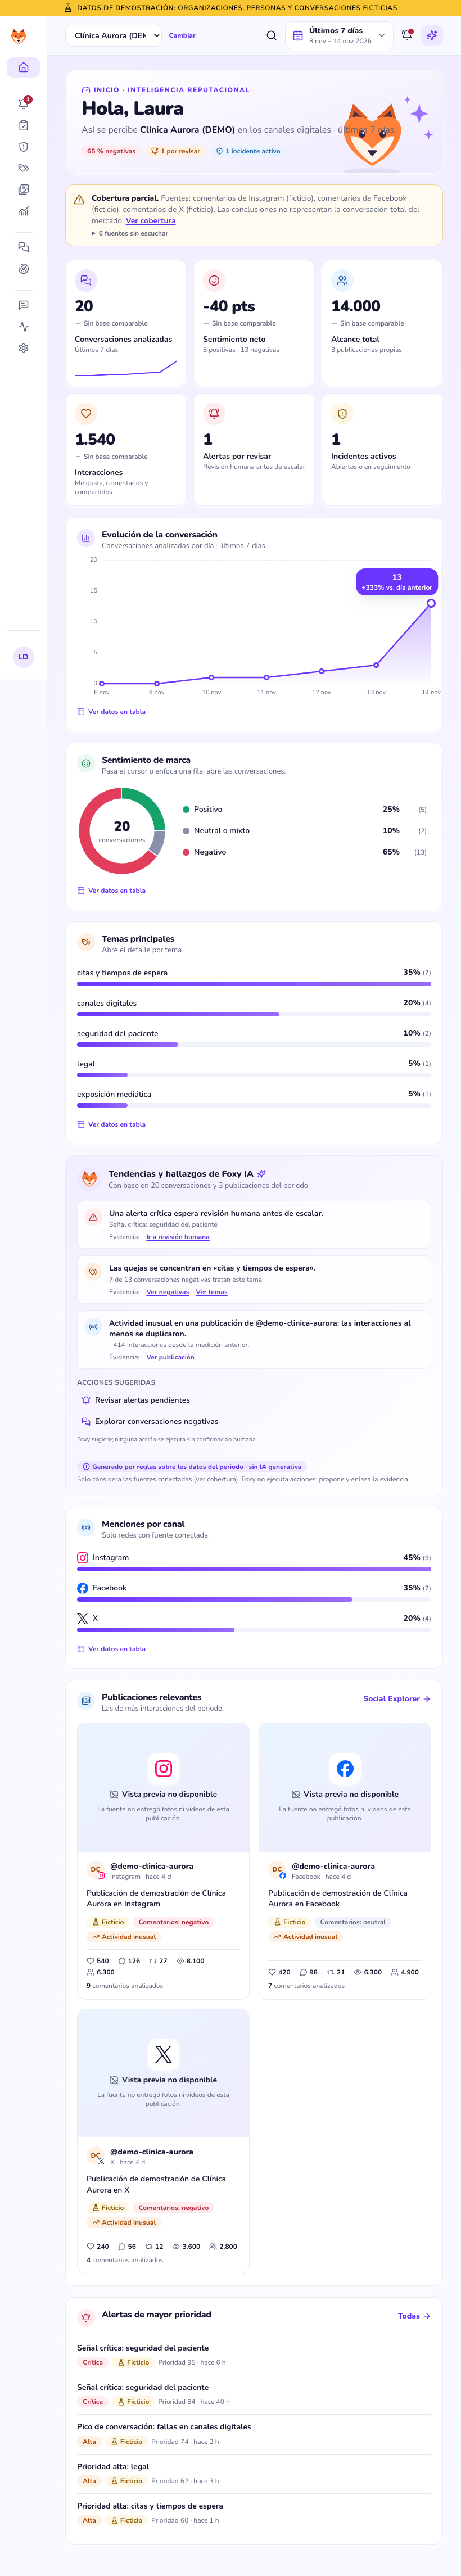 DATOS DE DEMOSTRACIÓN: ORGANIZACIONES, PERSONAS Y CONVERSACIONES FICTICIAS
Clínica Aurora (DEM
Cambiar
Últimos 7 días
8 nov – 14 nov 2026
1
LD
INICIO · INTELIGENCIA REPUTACIONAL
Hola, Laura
Así se percibe Clínica Aurora (DEMO) en los canales digitales · últimos 7 días.
65 % negativas
1 por revisar
1 incidente activo
Cobertura parcial. Fuentes: comentarios de Instagram (ficticio), comentarios de Facebook
(ficticio), comentarios de X (ficticio). Las conclusiones no representan la conversación total del
mercado. Ver cobertura
6 fuentes sin escuchar
20
Sin base comparable
Conversaciones analizadas
Últimos 7 días
-40 pts
Sin base comparable
Sentimiento neto
5 positivas · 13 negativas
14.000
Sin base comparable
Alcance total
3 publicaciones propias
1.540
Sin base comparable
Interacciones
Me gusta, comentarios y
compartidos
1
Alertas por revisar
Revisión humana antes de escalar
1
Incidentes activos
Abiertos o en seguimiento
Evolución de la conversación
Conversaciones analizadas por día · últimos 7 días
20
15
10
5
0
13
+333% vs. día anterior
8 nov
9 nov
10 nov
11 nov
12 nov
13 nov
14 nov
Ver datos en tabla
Sentimiento de marca
Pasa el cursor o enfoca una fila; abre las conversaciones.
20
conversaciones
Positivo 25% (5)
Neutral o mixto 10% (2)
Negativo 65% (13)
Ver datos en tabla
Temas principales
Abre el detalle por tema.
citas y tiempos de espera 35% (7)
canales digitales 20% (4)
seguridad del paciente 10% (2)
legal 5% (1)
exposición mediática 5% (1)
Ver datos en tabla
Tendencias y hallazgos de Foxy IA
Con base en 20 conversaciones y 3 publicaciones del periodo
Una alerta crítica espera revisión humana antes de escalar.
Señal crítica: seguridad del paciente
Evidencia: Ir a revisión humana
Las quejas se concentran en «citas y tiempos de espera».
7 de 13 conversaciones negativas tratan este tema.
Evidencia: Ver negativas Ver temas
Actividad inusual en una publicación de @demo-clinica-aurora: las interacciones al
menos se duplicaron.
+414 interacciones desde la medición anterior.
Evidencia: Ver publicación
ACCIONES SUGERIDAS
Revisar alertas pendientes
Explorar conversaciones negativas
Foxy sugiere; ninguna acción se ejecuta sin confirmación humana.
Generado por reglas sobre los datos del periodo · sin IA generativa
Solo considera las fuentes conectadas (ver cobertura). Foxy no ejecuta acciones: propone y enlaza la evidencia.
Menciones por canal
Solo redes con fuente conectada.
Instagram 45% (9)
Facebook 35% (7)
X 20% (4)
Ver datos en tabla
Publicaciones relevantes
Las de más interacciones del periodo.
Social Explorer
Vista previa no disponible
La fuente no entregó fotos ni videos de esta
publicación.
DC
@demo-clinica-aurora
Instagram · hace 4 d
Publicación de demostración de Clínica
Aurora en Instagram
Ficticio
Comentarios: negativo
Actividad inusual
540 126 27 8.100
6.300
9 comentarios analizados
Vista previa no disponible
La fuente no entregó fotos ni videos de esta
publicación.
DC
@demo-clinica-aurora
Facebook · hace 4 d
Publicación de demostración de Clínica
Aurora en Facebook
Ficticio
Comentarios: neutral
Actividad inusual
420 98 21 6.300 4.900
7 comentarios analizados
Vista previa no disponible
La fuente no entregó fotos ni videos de esta
publicación.
DC
@demo-clinica-aurora
X · hace 4 d
Publicación de demostración de Clínica
Aurora en X
Ficticio
Comentarios: negativo
Actividad inusual
240 56 12 3.600 2.800
4 comentarios analizados
Alertas de mayor prioridad
Todas
Señal crítica: seguridad del paciente
Crítica Ficticio Prioridad 95 · hace 6 h
Señal crítica: seguridad del paciente
Crítica Ficticio Prioridad 84 · hace 40 h
Pico de conversación: fallas en canales digitales
Alta Ficticio Prioridad 74 · hace 2 h
Prioridad alta: legal
Alta Ficticio Prioridad 62 · hace 3 h
Prioridad alta: citas y tiempos de espera
Alta Ficticio Prioridad 60 · hace 1 h